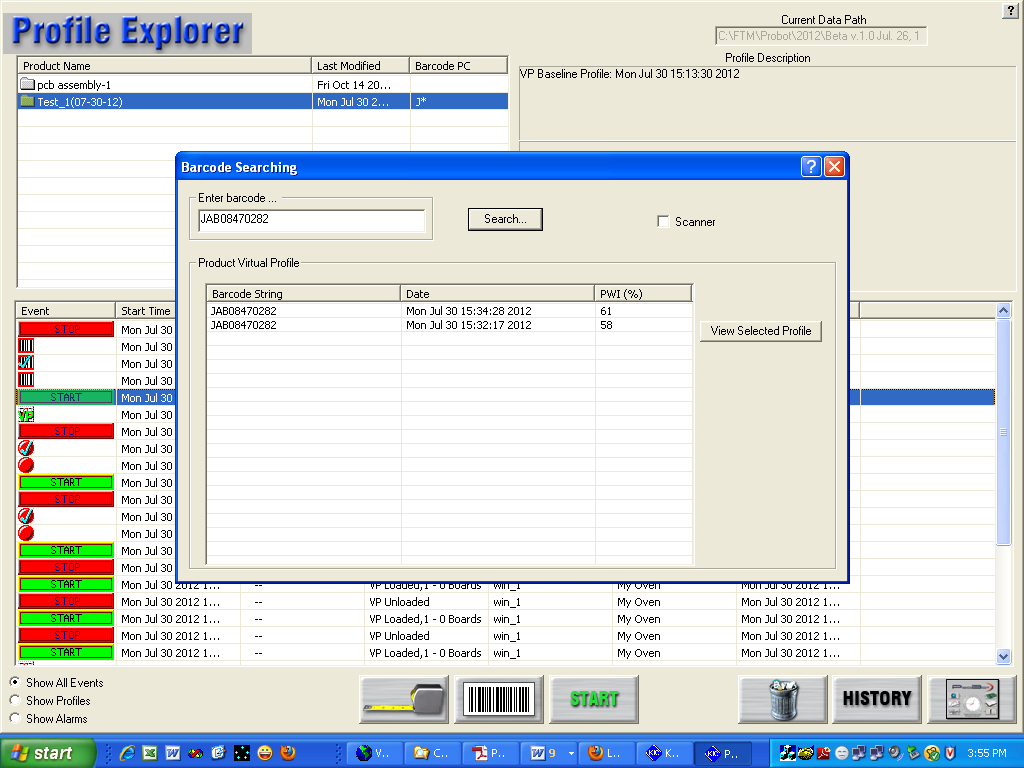 Profile Explorer
?
Current Data Path
C:\FTM\Probot\2012\Beta v.1.0 Jul. 26, 1
Profile Description
Product Name Last Modified Barcode PC
VP Baseline Profile: Mon Jul 30 15:13:30 2012
pcb assembly-1 Fri Oct 14 20...
Test_1(07-30-12) Mon Jul 30 2... J*
Barcode Searching
?
Enter barcode ...
JAB08470282
Search...
Scanner
Product Virtual Profile
Barcode String Date PWI (%)
JAB08470282 Mon Jul 30 15:34:28 2012 61
JAB08470282 Mon Jul 30 15:32:17 2012 58
View Selected Profile
Event Start Time
STOP Mon Jul 30
Mon Jul 30
Mon Jul 30
Mon Jul 30
START Mon Jul 30
VP Mon Jul 30
STOP Mon Jul 30
Mon Jul 30
Mon Jul 30
START Mon Jul 30
STOP Mon Jul 30
Mon Jul 30
Mon Jul 30
START Mon Jul 30
STOP Mon Jul 30
START Mon Jul 30 2012 1... -- VP Loaded,1 - 0 Boards win_1 My Oven Mon Jul 30 2012 1...
STOP Mon Jul 30 2012 1... -- VP Unloaded win_1 My Oven Mon Jul 30 2012 1...
START Mon Jul 30 2012 1... -- VP Loaded,1 - 0 Boards win_1 My Oven Mon Jul 30 2012 1...
STOP Mon Jul 30 2012 1... -- VP Unloaded win_1 My Oven Mon Jul 30 2012 1...
START Mon Jul 30 2012 1... -- VP Loaded,1 - 0 Boards win_1 My Oven Mon Jul 30 2012 1...
Show All Events
Show Profiles
Show Alarms
START
HISTORY
start V... C... P... 9 L... K... P... 3:55 PM